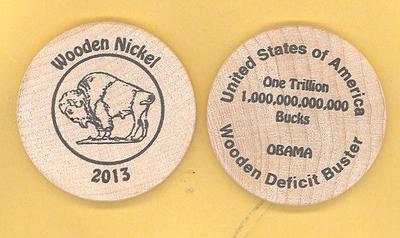 Wooden Nickel
2013
United States of America
One Trillion
1,000,000,000,000
Bucks
OBAMA
Wooden Deficit Buster